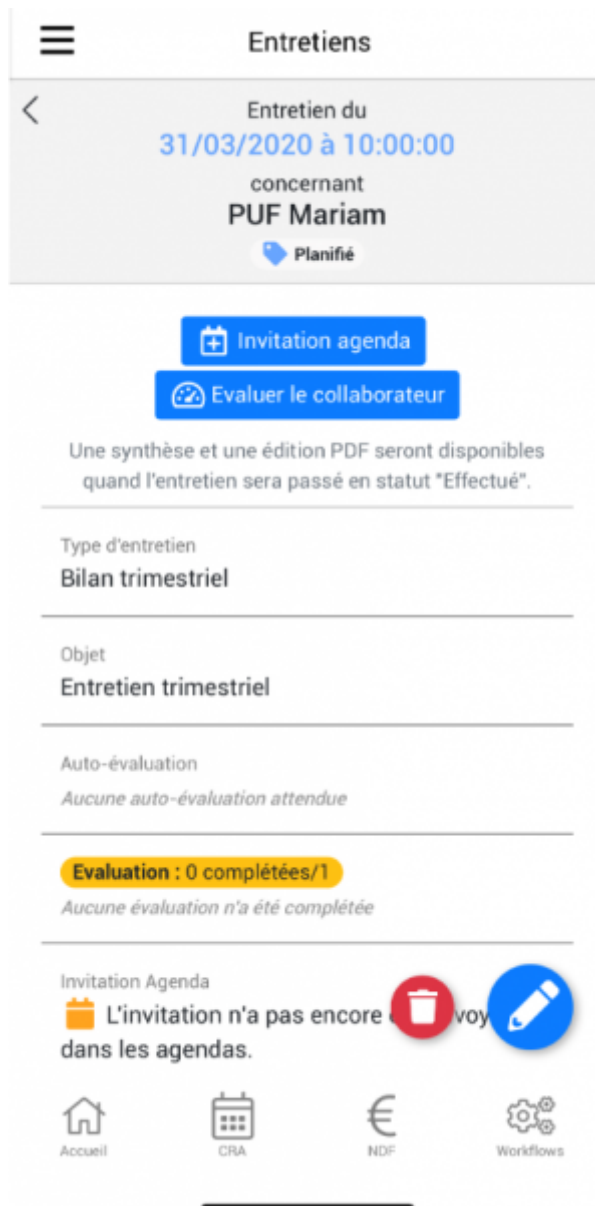 Entretiens
Entretien du
31/03/2020 à 10:00:00
concernant
PUF Mariam
Planifié
Invitation agenda
Evaluer le collaborateur
Une synthèse et une édition PDF seront disponibles
quand l'entretien sera passé en statut "Effectué".
Type d'entretien
Bilan trimestriel
Objet
Entretien trimestriel
Auto-évaluation
Aucune auto-évaluation attendue
Evaluation : 0 complétées/1
Aucune évaluation n'a été complétée
Invitation Agenda
L'invitation n'a pas encore
dans les agendas.
Accueil
CRA
NDF
Workflows